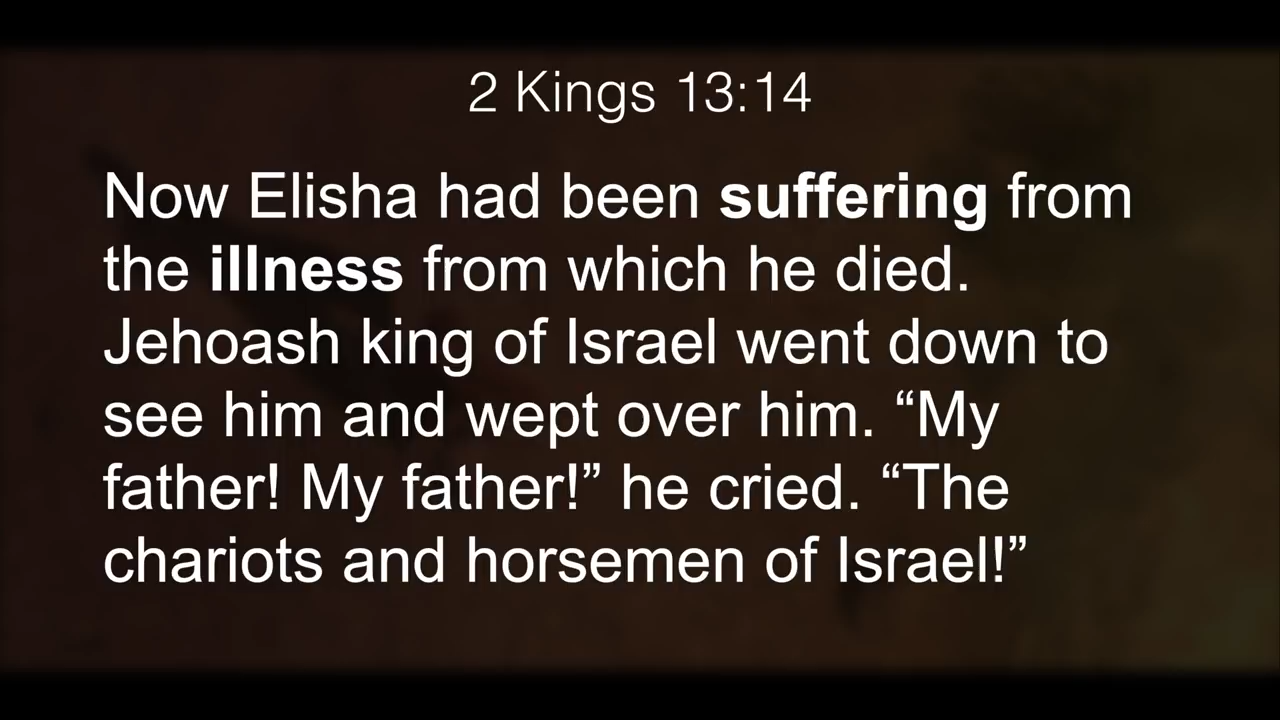 2 Kings 13:14
Now Elisha had been suffering from
the illness from which he died.
Jehoash king of Israel went down to
see him and wept over him. “My
father! My father!” he cried. “The
chariots and horsemen of Israel!”